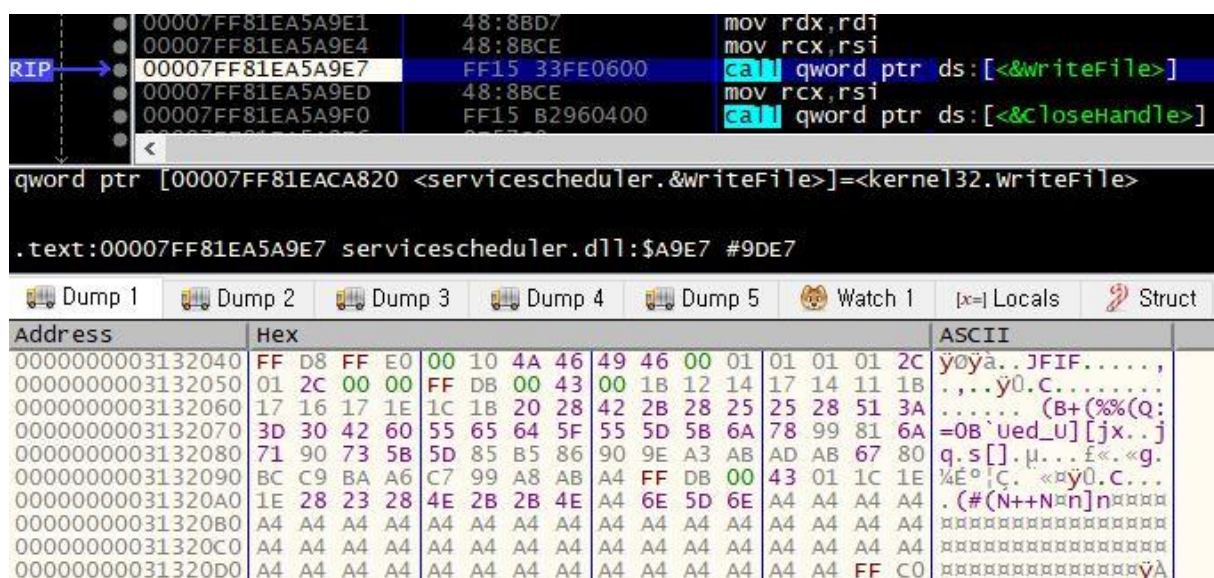 00007FF81EA5A9E1 48:8BD7 mov rdx,rdi
00007FF81EA5A9E4 48:8BCE mov rcx,rsi
RIP 00007FF81EA5A9E7 FF15 33FE0600 call qword ptr ds:[<&WriteFile>]
00007FF81EA5A9ED 48:8BCE mov rcx,rsi
00007FF81EA5A9F0 FF15 B2960400 call qword ptr ds:[<&CloseHandle>]
qword ptr [00007FF81EACA820 <servicescheduler.&WriteFile>]=<kernel32.WriteFile>
.text:00007FF81EA5A9E7 servicescheduler.dll:$A9E7 #9DE7
Dump 1 Dump 2 Dump 3 Dump 4 Dump 5 Watch 1 [x=] Locals Struct
Address Hex ASCII
0000000003132040 FF D8 FF E0 00 10 4A 46 49 46 00 01 01 01 01 2C ÿØÿà..JFIF.....,
0000000003132050 01 2C 00 00 FF DB 00 43 00 1B 12 14 17 14 11 1B .,..ÿÛ.C........
0000000003132060 17 16 17 1E 1C 1B 20 28 42 2B 28 25 25 28 51 3A ...... (B+(%%(Q:
0000000003132070 3D 30 42 60 55 65 64 5F 55 5D 5B 6A 78 99 81 6A =0B`Ued_U][jx..j
0000000003132080 71 90 73 5B 5D 85 B5 86 90 9E A3 AB AD AB 67 80 q.s[].µ...£«.«g.
0000000003132090 BC C9 BA A6 C7 99 A8 AB A4 FF DB 00 43 01 1C 1E ¼ɺ¦Ç. «¤ÿÛ.C...
00000000031320A0 1E 28 23 28 4E 2B 2B 4E A4 6E 5D 6E A4 A4 A4 A4 .(#(N++N¤n]n¤¤¤¤
00000000031320B0 A4 A4 A4 A4 A4 A4 A4 A4 A4 A4 A4 A4 A4 A4 A4 A4 ¤¤¤¤¤¤¤¤¤¤¤¤¤¤¤¤
00000000031320C0 A4 A4 A4 A4 A4 A4 A4 A4 A4 A4 A4 A4 A4 A4 A4 A4 ¤¤¤¤¤¤¤¤¤¤¤¤¤¤¤¤
00000000031320D0 A4 A4 A4 A4 A4 A4 A4 A4 A4 A4 A4 A4 A4 A4 FF C0 ¤¤¤¤¤¤¤¤¤¤¤¤¤¤ÿÀ